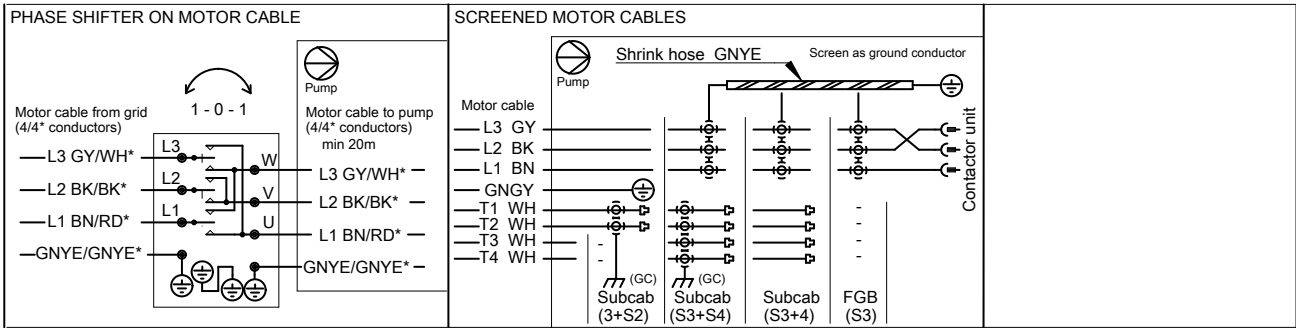 PHASE SHIFTER ON MOTOR CABLE
Pump
1 - 0 - 1
Motor cable from grid
(4/4* conductors)
Motor cable to pump
(4/4* conductors)
min 20m
L3 GY/WH*
L3
W
L3 GY/WH*
L2 BK/BK*
L2
V
L2 BK/BK*
L1 BN/RD*
L1
U
L1 BN/RD*
GNYE/GNYE*
GNYE/GNYE*
SCREENED MOTOR CABLES
Pump
Shrink hose GNYE
Screen as ground conductor
Motor cable
L3 GY
L2 BK
L1 BN
GNGY
T1 WH
-
T2 WH
-
T3 WH
-
-
T4 WH
-
-
Contactor unit
(GC)
(GC)
Subcab
(3+S2)
Subcab
(S3+S4)
Subcab
(S3+4)
FGB
(S3)